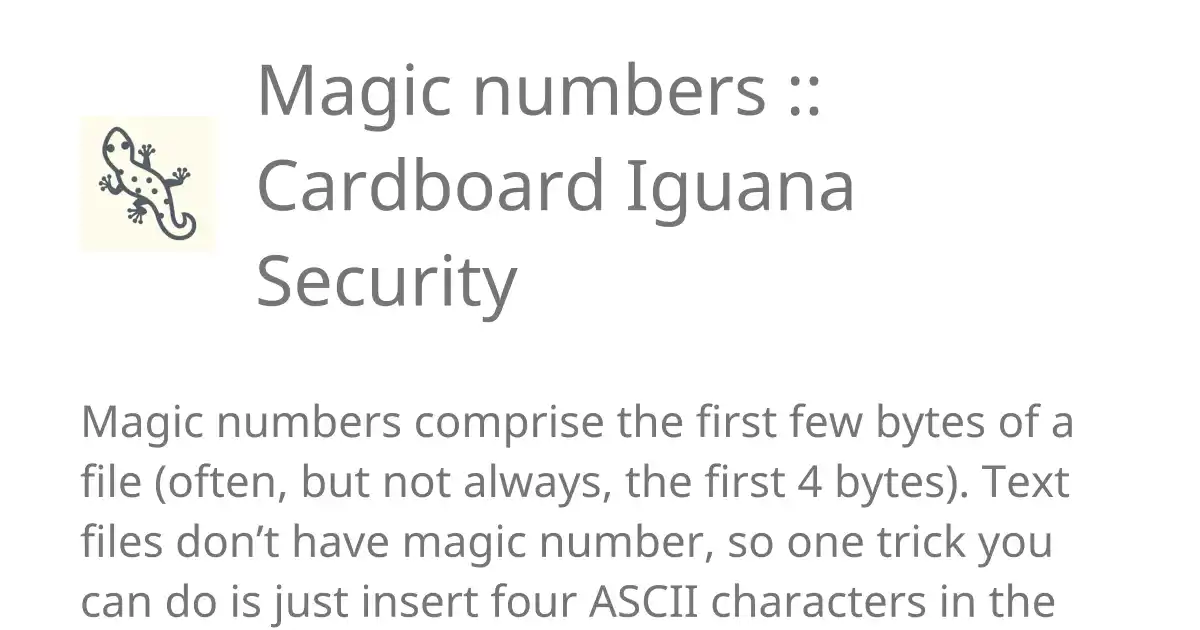 Magic numbers ::
Cardboard Iguana
Security
Magic numbers comprise the first few bytes of a
file (often, but not always, the first 4 bytes). Text
files don’t have magic number, so one trick you
can do is just insert four ASCII characters in the